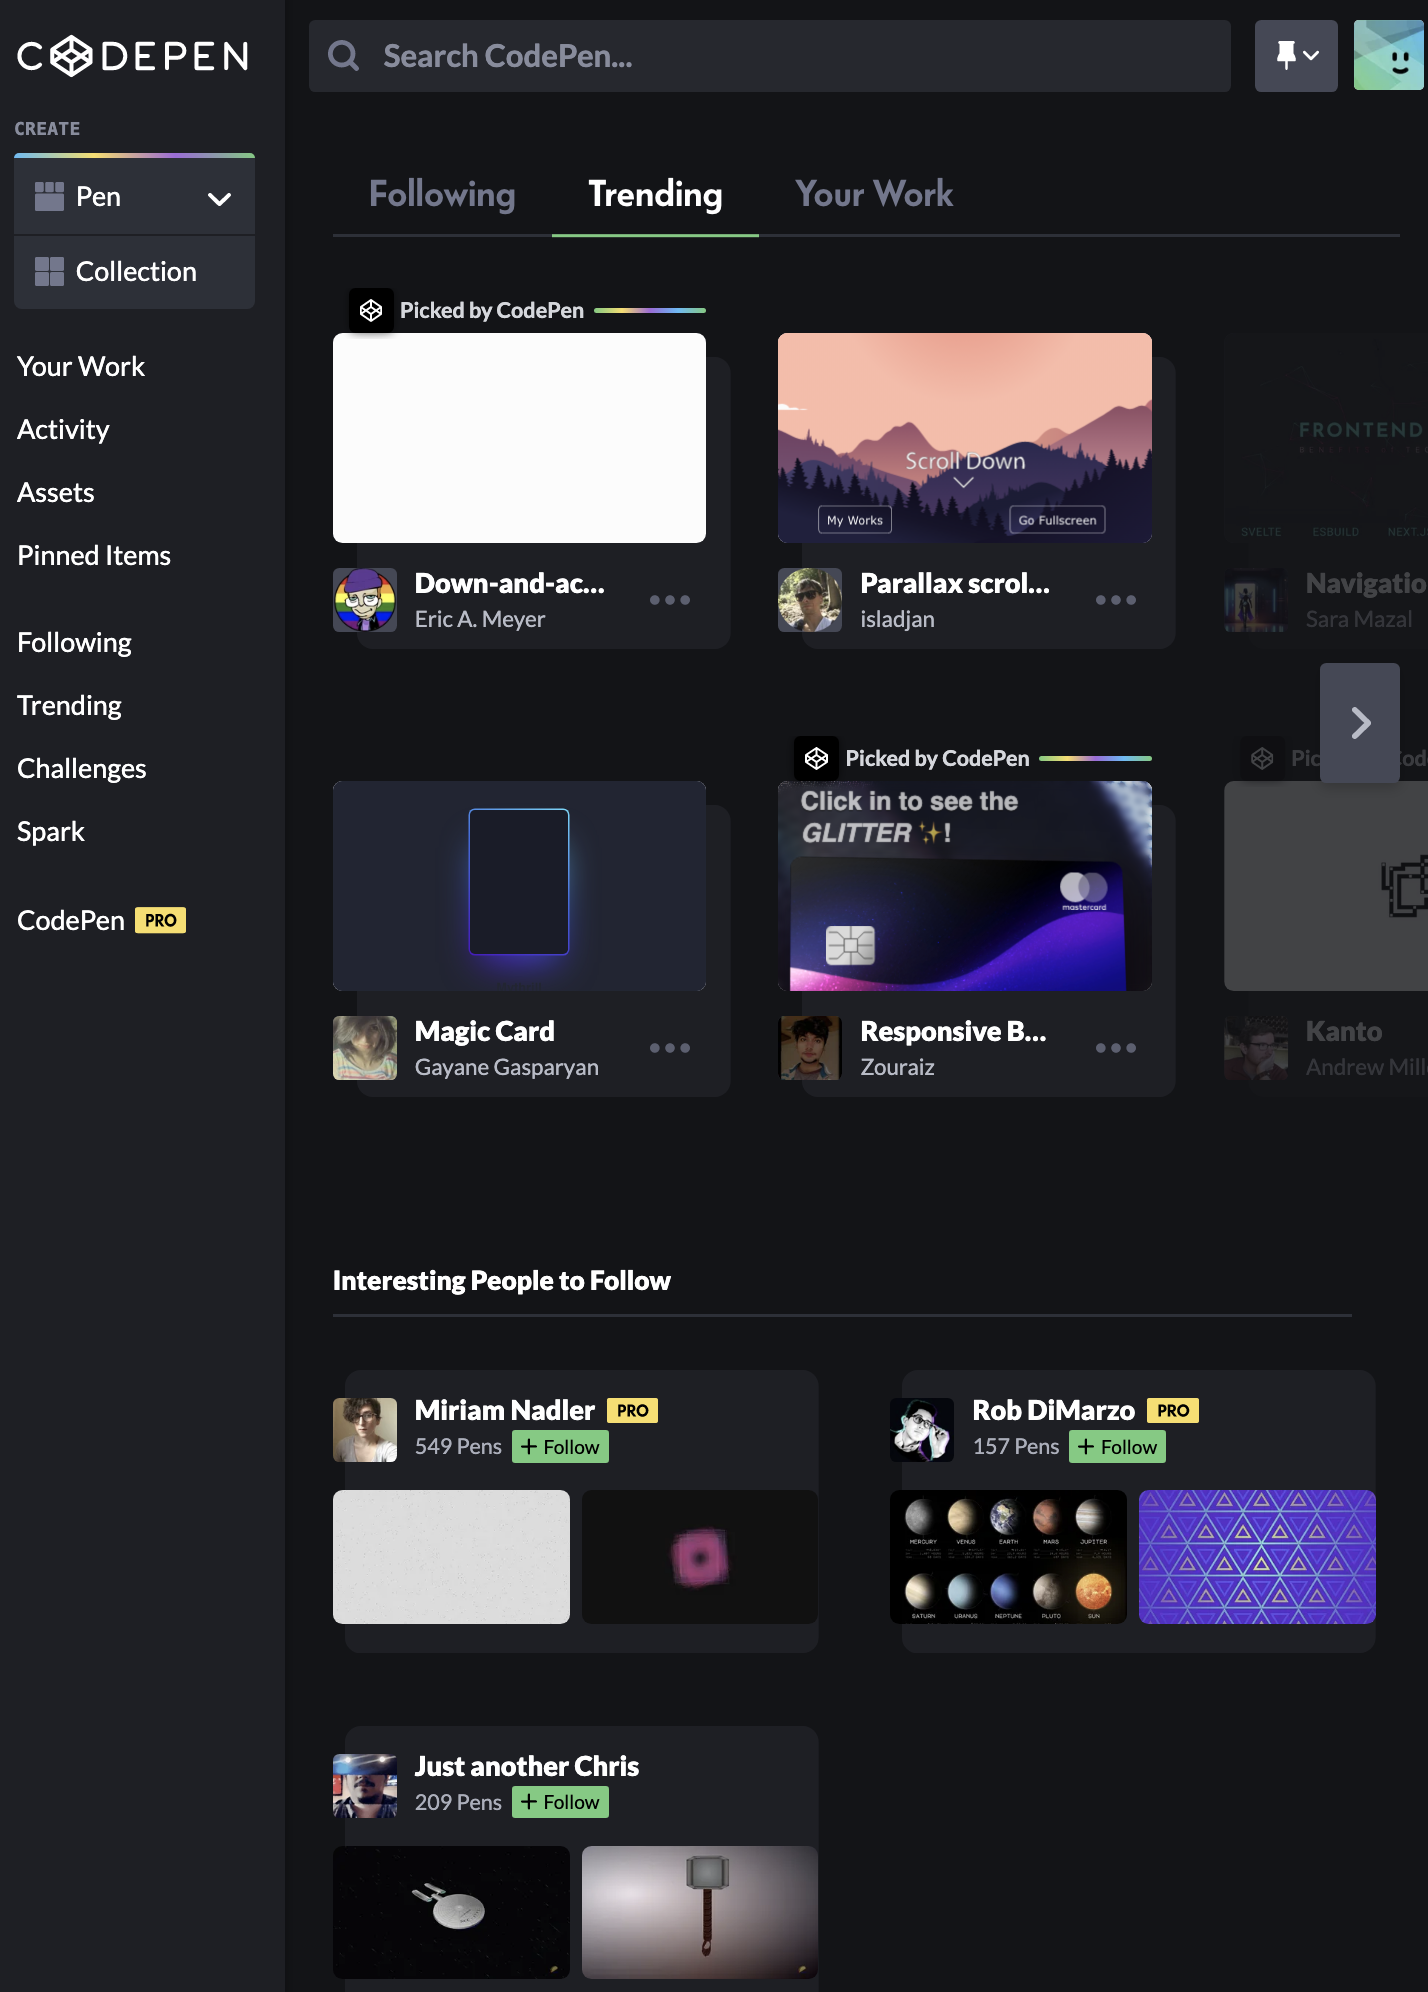 CODEPEN
Search CodePen...
CREATE
Pen
Collection
Your Work
Activity
Assets
Pinned Items
Following
Trending
Challenges
Spark
CodePen PRO
Following Trending Your Work
Picked by CodePen
Scroll Down
My Works
Go Fullscreen
FRONTEND
SVELTE ESBUILD NEXT.J
Down-and-ac...
Eric A. Meyer
Parallax scrol...
isladjan
Navigatio
Sara Mazal
Picked by CodePen
Click in to see the
GLITTER ✨!
mastercard
Magic Card
Gayane Gasparyan
Responsive B...
Zouraiz
Kanto
Andrew Mill
Interesting People to Follow
Miriam Nadler PRO
549 Pens + Follow
Rob DiMarzo PRO
157 Pens + Follow
MERCURY VENUS EARTH MARS JUPITER
SATURN URANUS NEPTUNE PLUTO SUN
Just another Chris
209 Pens + Follow